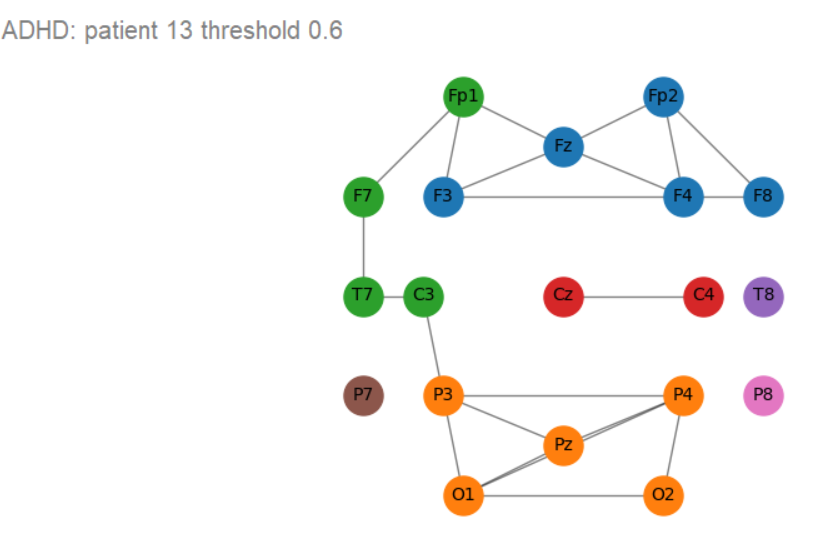 ADHD: patient 13 threshold 0.6
Fp1 Fp2
Fz
F7 F3 F4 F8
T7 C3 Cz C4 T8
P7 P3 P4 P8
Pz
O1 O2